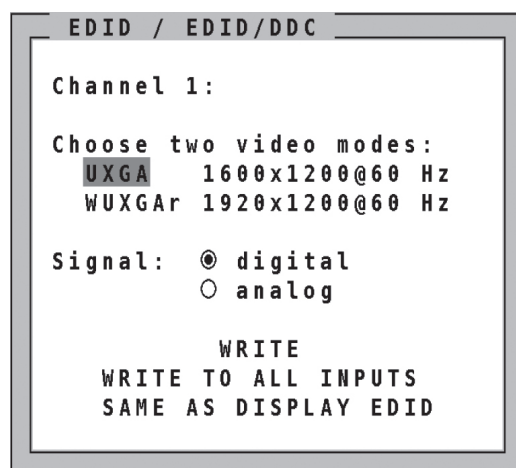 EDID / EDID/DDC
Channel 1:
Choose two video modes:
UXGA 1600x1200@60 Hz
WUXGAr 1920x1200@60 Hz
Signal: digital
analog
WRITE
WRITE TO ALL INPUTS
SAME AS DISPLAY EDID